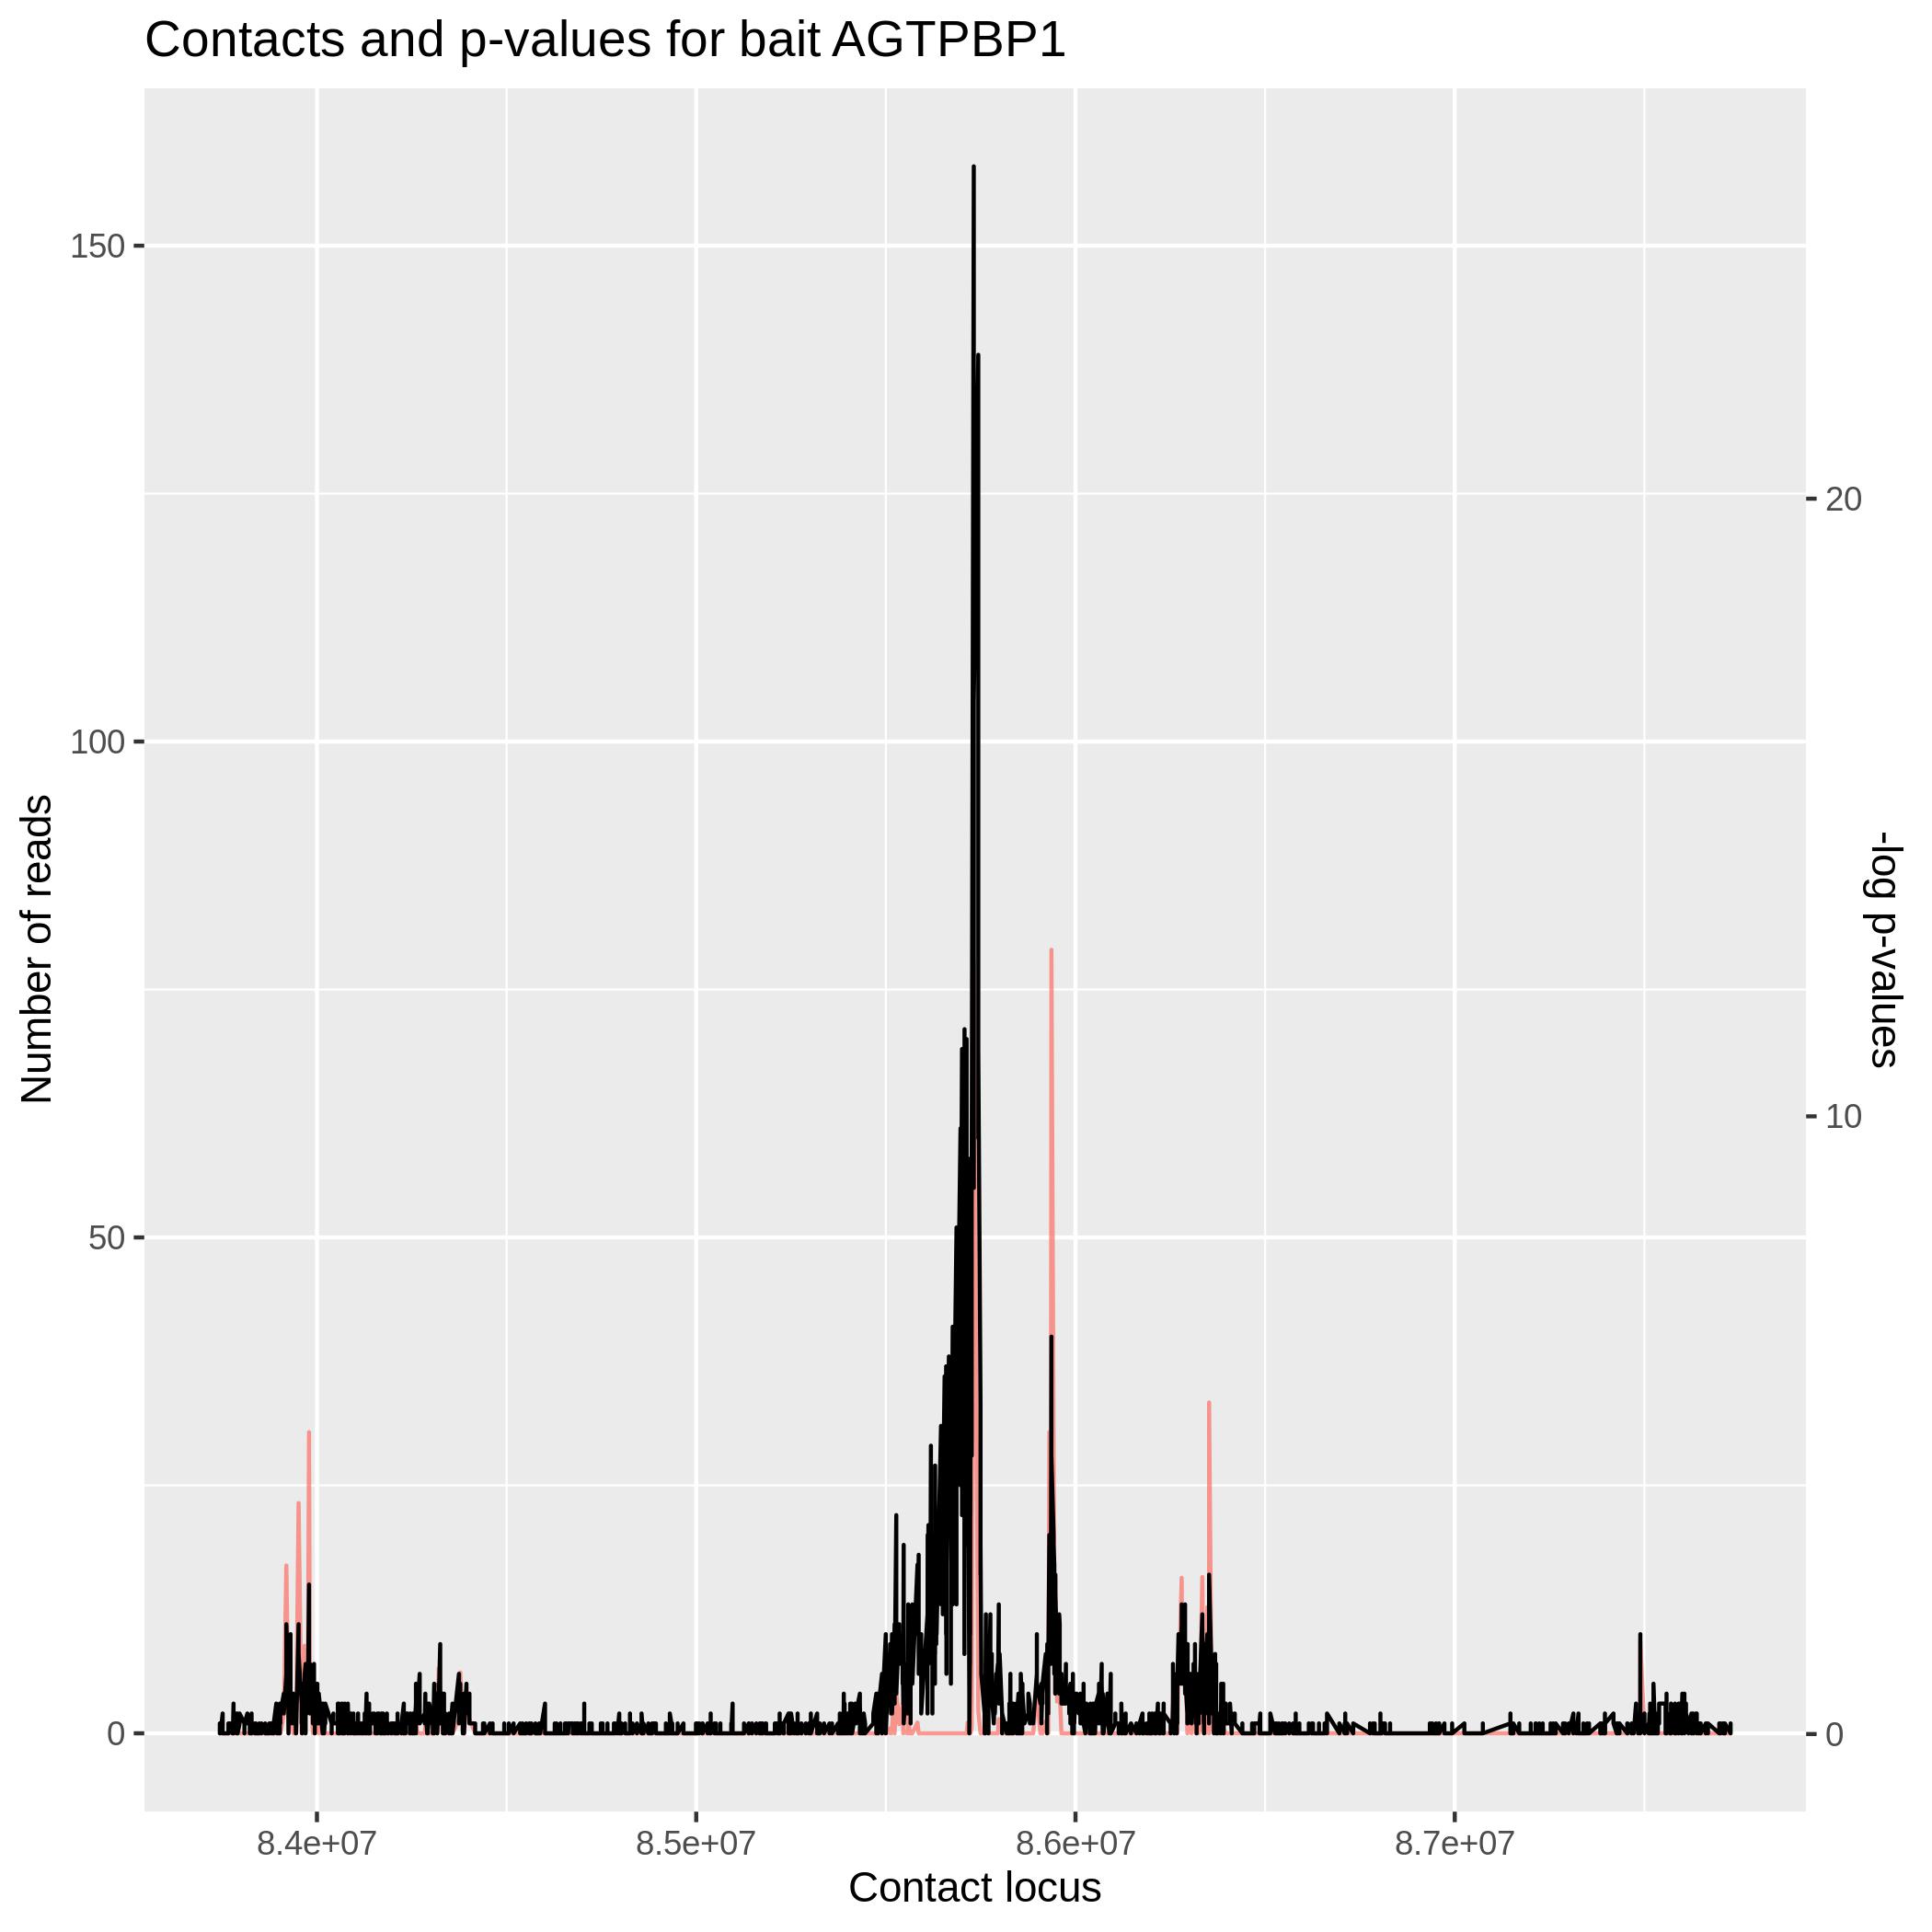 Contacts and p-values for bait AGTPBP1
150
100
50
0
20
10
0
Number of reads
-log p-values
8.4e+07 8.5e+07 8.6e+07 8.7e+07
Contact locus